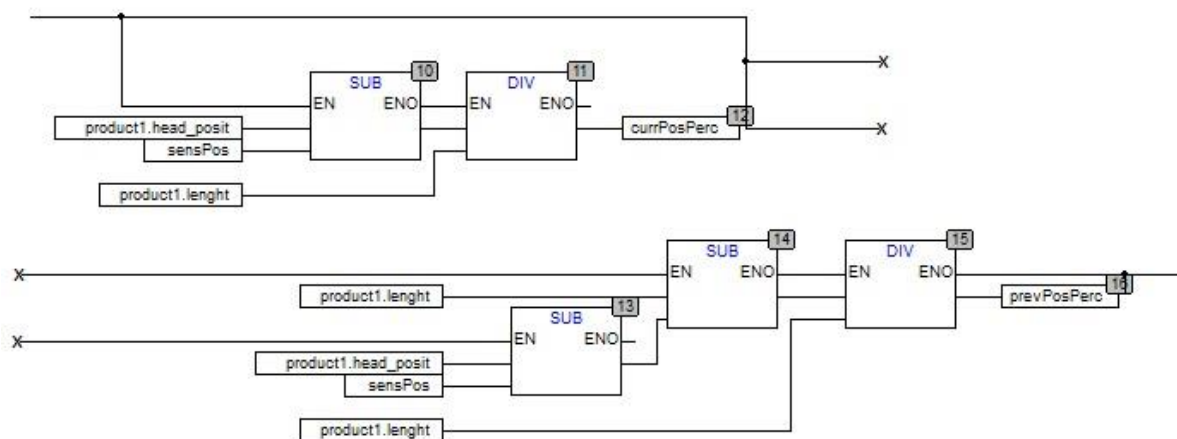 10
11
SUB
DIV
EN ENO
EN ENO
12
product1.head_posit
currPosPerc
X
sensPos
X
product1.lenght
14
15
SUB
DIV
X
EN ENO
EN ENO
16
product1.lenght
prevPosPerc
13
SUB
X
EN ENO
product1.head_posit
sensPos
product1.lenght